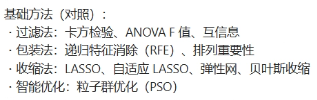 基础方法（对照）：
· 过滤法：卡方检验、ANOVA F 值、互信息
· 包装法：递归特征消除（RFE）、排列重要性
· 收缩法：LASSO、自适应 LASSO、弹性网、贝叶斯收缩
· 智能优化：粒子群优化（PSO）